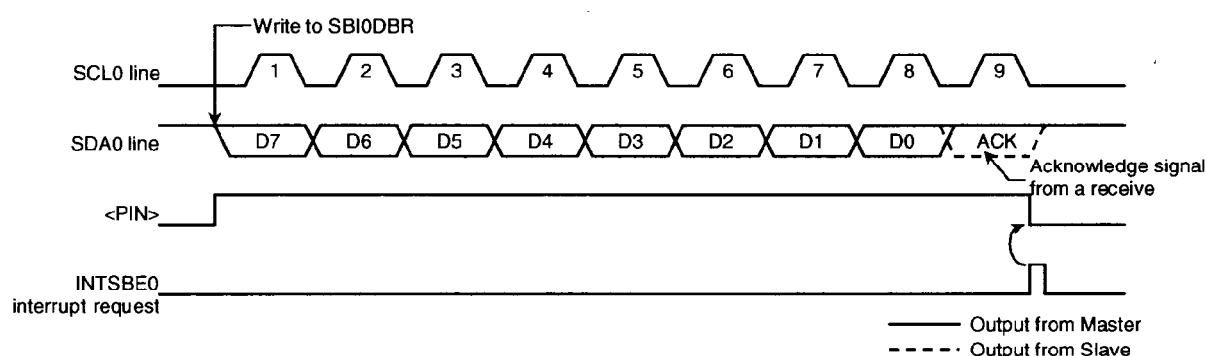 Write to SBI0DBR
SCL0 line
1 2 3 4 5 6 7 8 9
SDA0 line
D7 D6 D5 D4 D3 D2 D1 D0 ACK
Acknowledge signal
from a receive
<PIN>
INTSBE0
interrupt request
Output from Master
Output from Slave